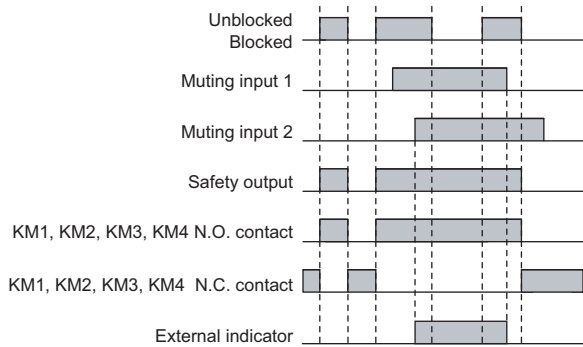 Unblocked
Blocked
Muting input 1
Muting input 2
Safety output
KM1, KM2, KM3, KM4 N.O. contact
KM1, KM2, KM3, KM4 N.C. contact
External indicator